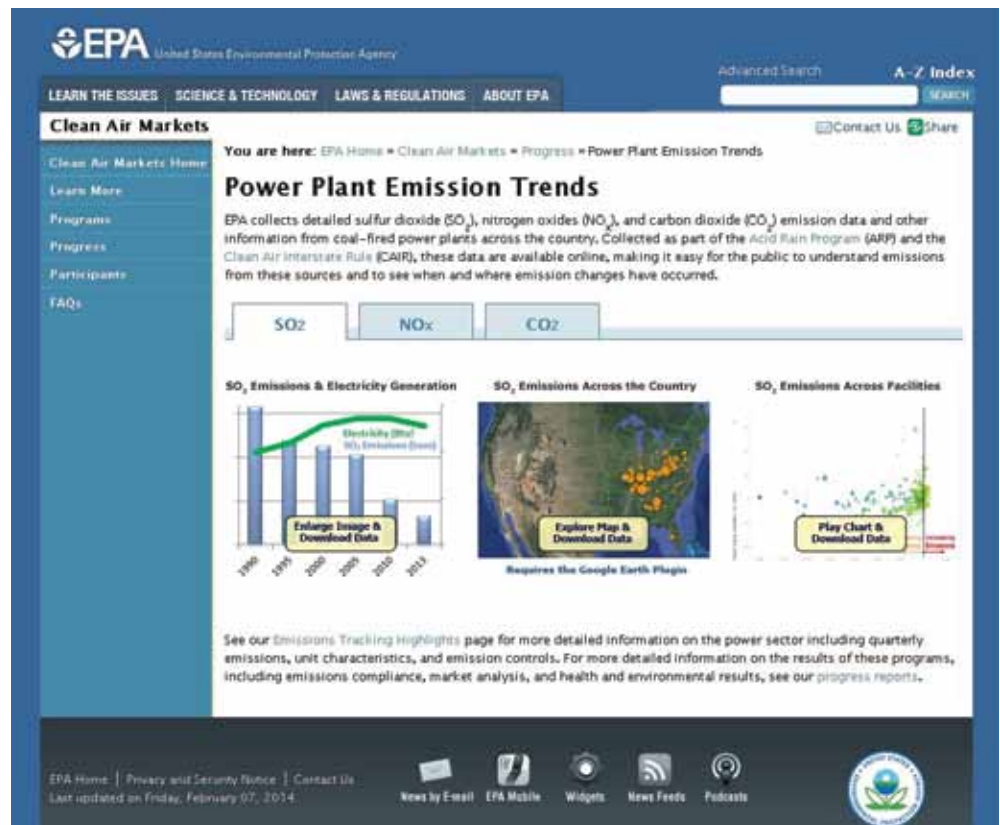 EPA United States Environmental Protection Agency
Advanced Search A-Z Index
LEARN THE ISSUES SCIENCE & TECHNOLOGY LAWS & REGULATIONS ABOUT EPA
SEARCH
Clean Air Markets
Contact Us Share
Clean Air Markets Home
Learn More
Programs
Progress
Participants
FAQs
You are here: EPA Home » Clean Air Markets » Progress » Power Plant Emission Trends
Power Plant Emission Trends
EPA collects detailed sulfur dioxide (SO2), nitrogen oxides (NOx), and carbon dioxide (CO2) emission data and other
information from coal-fired power plants across the country. Collected as part of the Acid Rain Program (ARP) and the
Clean Air Interstate Rule (CAIR), these data are available online, making it easy for the public to understand emissions
from these sources and to see when and where emission changes have occurred.
SO2 NOx CO2
SO2 Emissions & Electricity Generation
Electricity (Btu)
SO2 Emissions (tons)
Enlarge Image &
Download Data
1990 1995 2000 2005 2010 2013
SO2 Emissions Across the Country
Explore Map &
Download Data
Requires the Google Earth Plugin
SO2 Emissions Across Facilities
Play Chart &
Download Data
See our Emissions Tracking Highlights page for more detailed information on the power sector including quarterly
emissions, unit characteristics, and emission controls. For more detailed information on the results of these programs,
including emissions compliance, market analysis, and health and environmental results, see our progress reports.
EPA Home | Privacy and Security Notice | Contact Us
Last updated on Friday, February 07, 2014
News by E-mail EPA Mobile Widgets News Feeds Podcasts